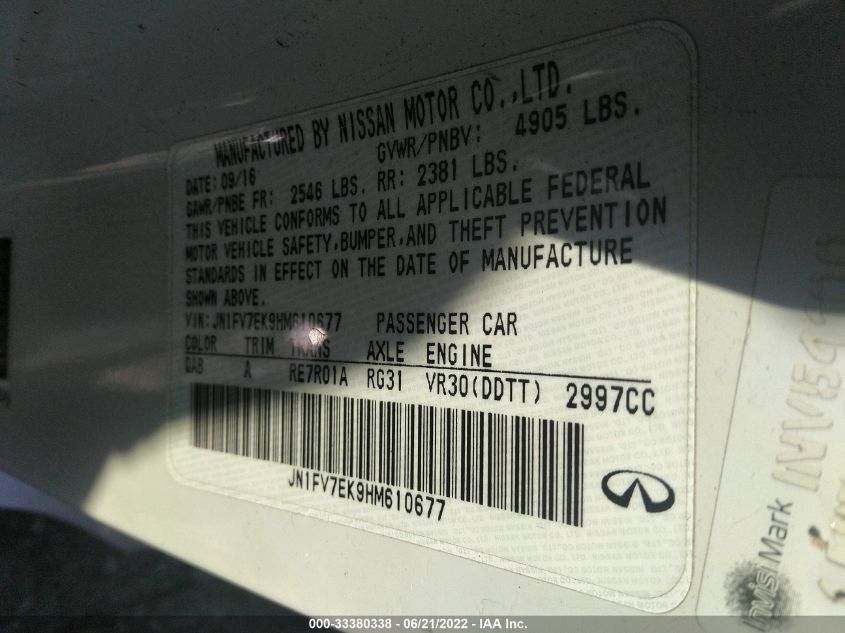 MANUFACTURED BY NISSAN MOTOR CO.,LTD.
DATE: 09/16 GVWR/PNBV: 4905 LBS.
GAWR/PNBE FR: 2546 LBS. RR: 2381 LBS.
THIS VEHICLE CONFORMS TO ALL APPLICABLE FEDERAL
MOTOR VEHICLE SAFETY,BUMPER,AND THEFT PREVENTION
STANDARDS IN EFFECT ON THE DATE OF MANUFACTURE
SHOWN ABOVE.
VIN:JN1FV7EK9HM610677 PASSENGER CAR
COLOR TRIM TRANS AXLE ENGINE
QAB A RE7R01A RG31 VR30(DDTT) 2997CC
JN1FV7EK9HM610677
InvisiMark
000-33380338 - 06/21/2022 - IAA Inc.